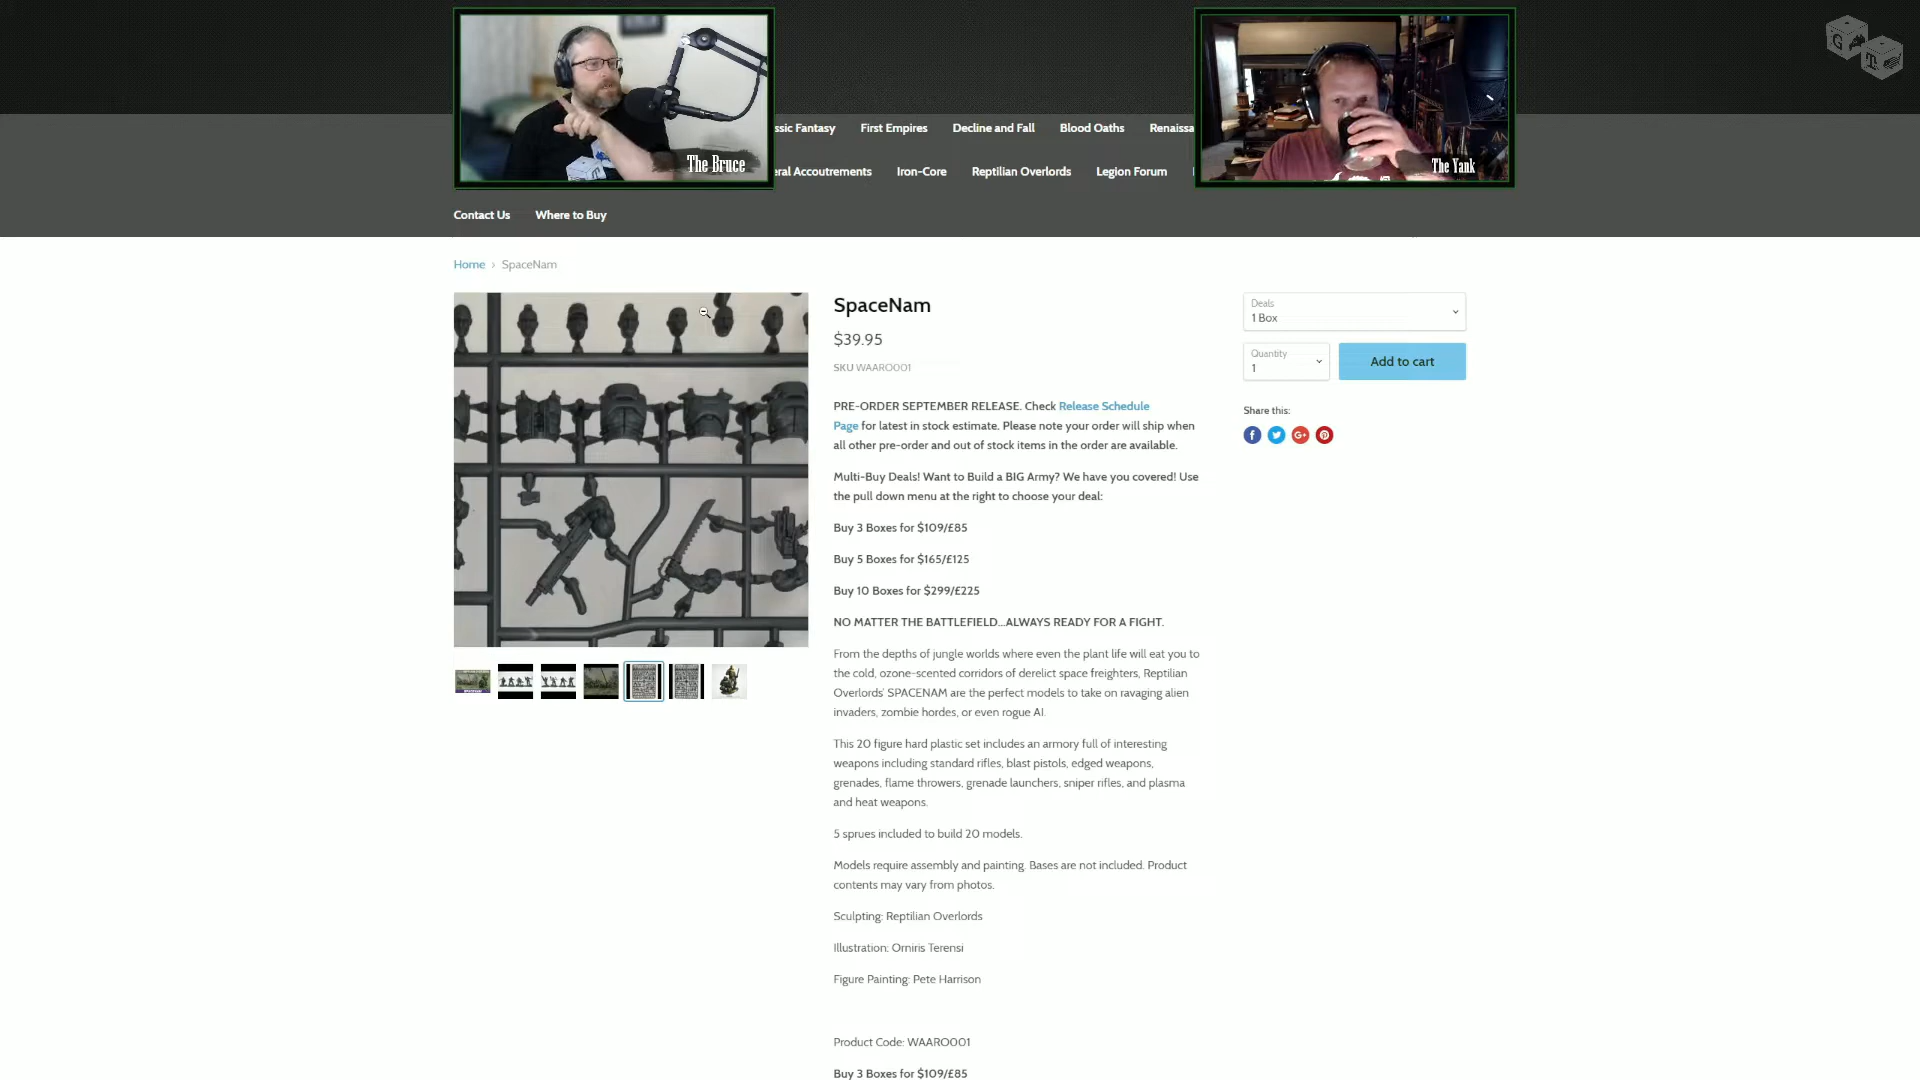 The Bruce
The Yank
G
T
ssic Fantasy First Empires Decline and Fall Blood Oaths Renaissa
eral Accoutrements Iron-Core Reptilian Overlords Legion Forum
Contact Us Where to Buy
Home › SpaceNam
SpaceNam
$39.95
SKU WAARO001
PRE-ORDER SEPTEMBER RELEASE. Check Release Schedule
Page for latest in stock estimate. Please note your order will ship when
all other pre-order and out of stock items in the order are available.
Multi-Buy Deals! Want to Build a BIG Army? We have you covered! Use
the pull down menu at the right to choose your deal:
Buy 3 Boxes for $109/£85
Buy 5 Boxes for $165/£125
Buy 10 Boxes for $299/£225
NO MATTER THE BATTLEFIELD...ALWAYS READY FOR A FIGHT.
From the depths of jungle worlds where even the plant life will eat you to
the cold, ozone-scented corridors of derelict space freighters, Reptilian
Overlords' SPACENAM are the perfect models to take on ravaging alien
invaders, zombie hordes, or even rogue AI.
This 20 figure hard plastic set includes an armory full of interesting
weapons including standard rifles, blast pistols, edged weapons,
grenades, flame throwers, grenade launchers, sniper rifles, and plasma
and heat weapons.
5 sprues included to build 20 models.
Models require assembly and painting. Bases are not included. Product
contents may vary from photos.
Sculpting: Reptilian Overlords
Illustration: Orniris Terensi
Figure Painting: Pete Harrison
Product Code: WAARO001
Buy 3 Boxes for $109/£85
Deals
1 Box
Quantity
1
Add to cart
Share this: